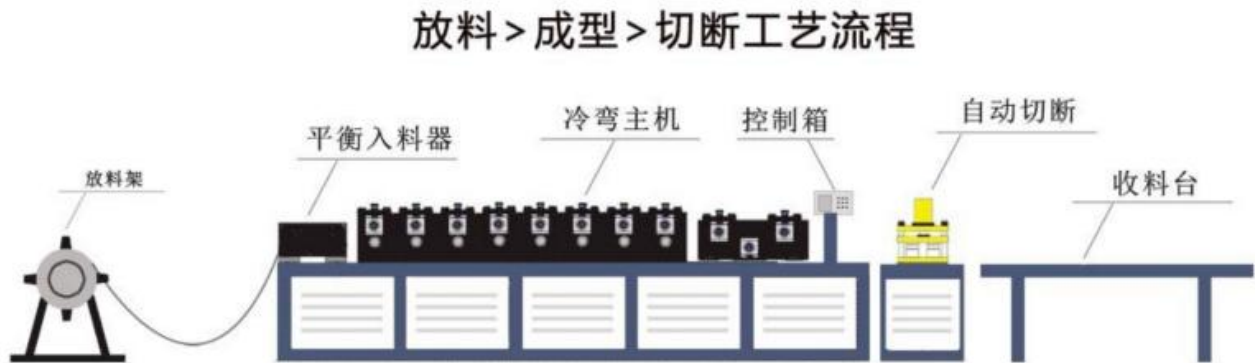 放料>成型>切断工艺流程
放料架
平衡入料器
冷弯主机
控制箱
自动切断
收料台